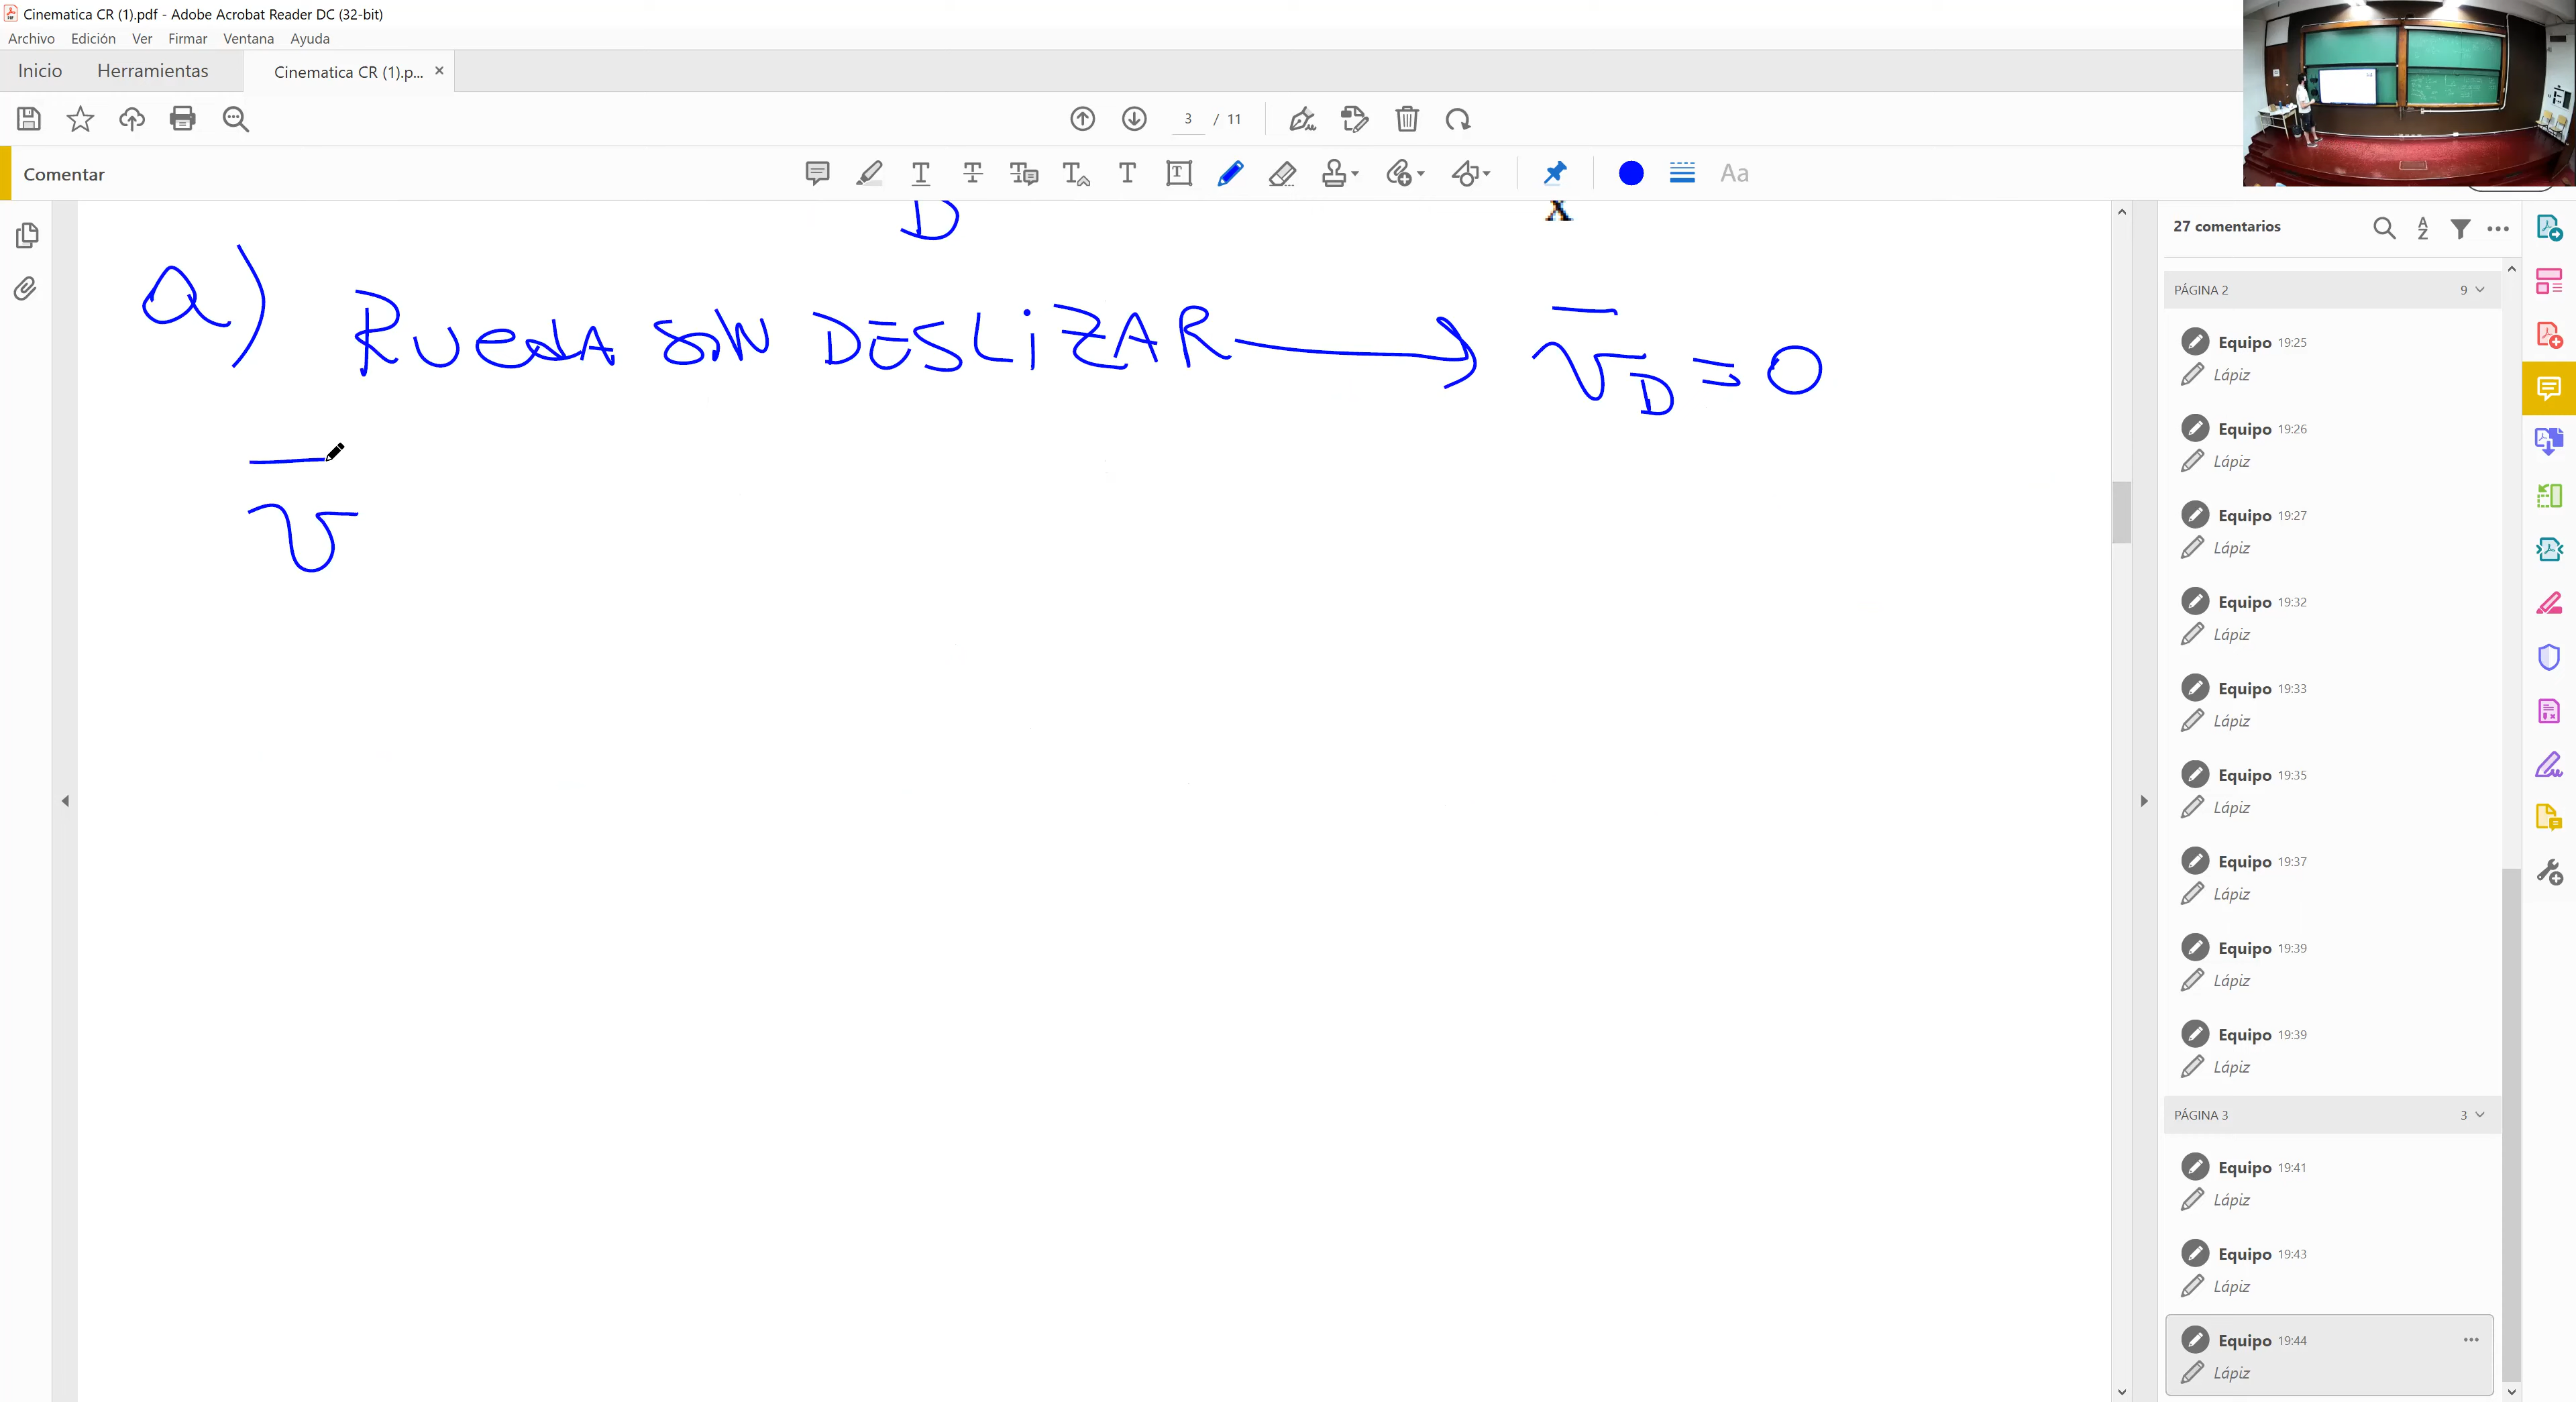 Cinematica CR (1).pdf - Adobe Acrobat Reader DC (32-bit)
Archivo Edición Ver Firmar Ventana Ayuda
Inicio Herramientas Cinematica CR (1).p... ×
3 / 11
Comentar
Aa
D
x
a) RUEDA SIN DESLIZAR → v̅_D = 0
v̅
27 comentarios
PÁGINA 2 9
Equipo 19:25
Lápiz
Equipo 19:26
Lápiz
Equipo 19:27
Lápiz
Equipo 19:32
Lápiz
Equipo 19:33
Lápiz
Equipo 19:35
Lápiz
Equipo 19:37
Lápiz
Equipo 19:39
Lápiz
Equipo 19:39
Lápiz
PÁGINA 3 3
Equipo 19:41
Lápiz
Equipo 19:43
Lápiz
Equipo 19:44
Lápiz